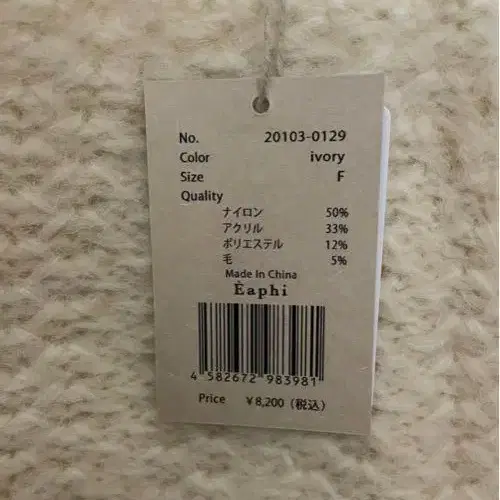 No. 20103-0129
Color ivory
Size F
Quality
ナイロン 50%
アクリル 33%
ポリエステル 12%
毛 5%
Made In China
Èaphi
4 582672 983981
Price ¥8,200（税込）